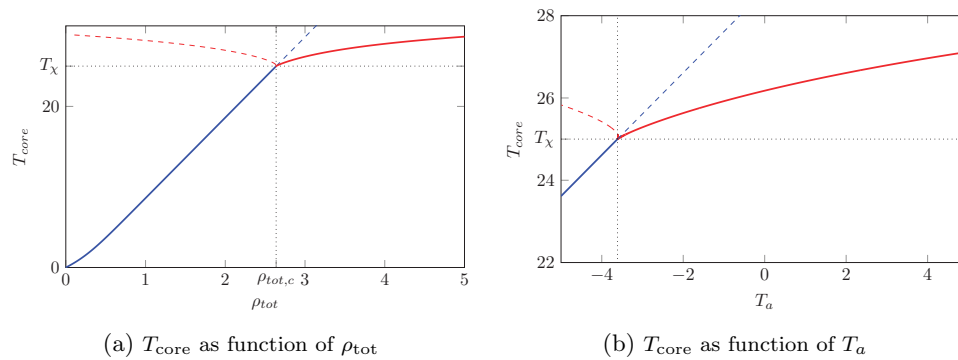 T_χ
20
0
T_core
0 1 2 ρ_tot,c 3 4 5
ρ_tot
(a) T_core as function of ρ_tot
28
26
T_χ
24
22
T_core
−4 −2 0 2 4
T_a
(b) T_core as function of T_a